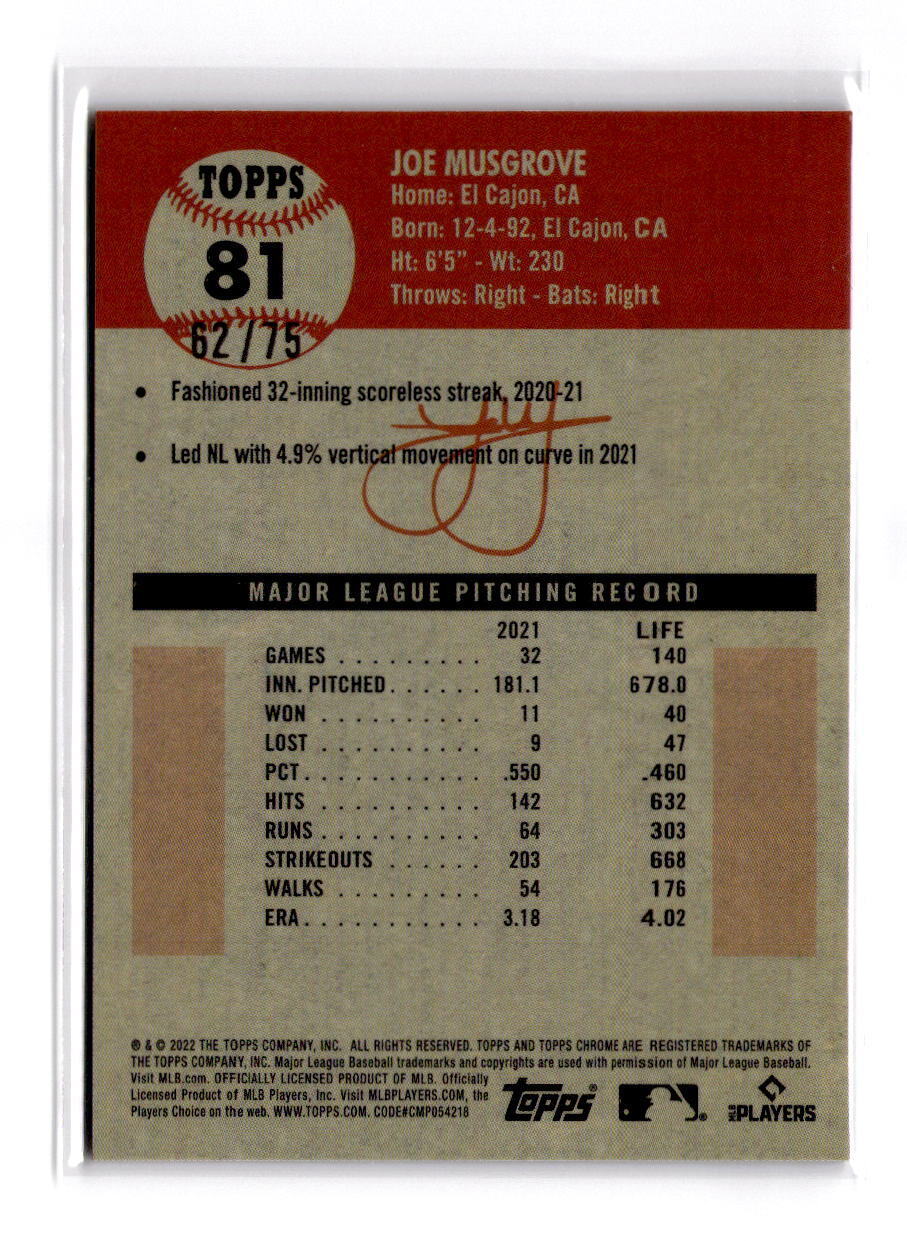 TOPPS
81
62/75
JOE MUSGROVE
Home: El Cajon, CA
Born: 12-4-92, El Cajon, CA
Ht: 6'5" - Wt: 230
Throws: Right - Bats: Right
• Fashioned 32-inning scoreless streak, 2020-21
• Led NL with 4.9% vertical movement on curve in 2021
MAJOR LEAGUE PITCHING RECORD
2021 LIFE
GAMES . . . . . . . . . 32 140
INN. PITCHED . . . . . . 181.1 678.0
WON . . . . . . . . . . 11 40
LOST . . . . . . . . . . 9 47
PCT . . . . . . . . . . . .550 .460
HITS . . . . . . . . . . 142 632
RUNS . . . . . . . . . . 64 303
STRIKEOUTS . . . . . . 203 668
WALKS . . . . . . . . . 54 176
ERA . . . . . . . . . . . 3.18 4.02
® & © 2022 THE TOPPS COMPANY, INC. ALL RIGHTS RESERVED. TOPPS AND TOPPS CHROME ARE REGISTERED TRADEMARKS OF
THE TOPPS COMPANY, INC. Major League Baseball trademarks and copyrights are used with permission of Major League Baseball.
Visit MLB.com. OFFICIALLY LICENSED PRODUCT OF MLB. Officially
Licensed Product of MLB Players, Inc. Visit MLBPLAYERS.COM, the
Players Choice on the web. WWW.TOPPS.COM. CODE#CMP054218
Topps®
MLB PLAYERS